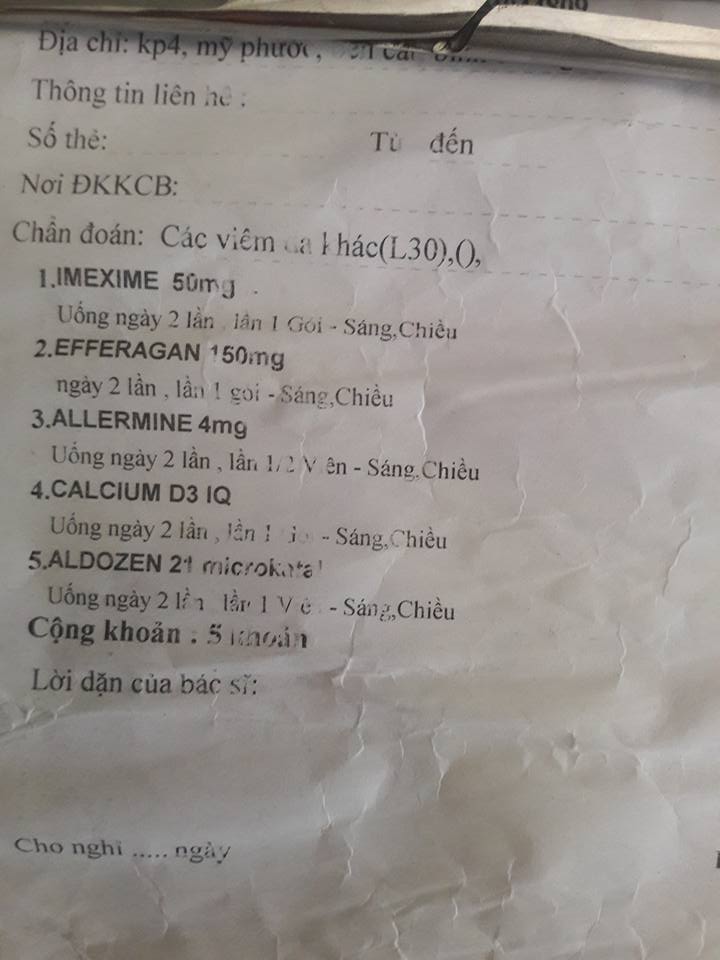 Địa chỉ: kp4, mỹ phước,
Thông tin liên hệ :
Số thẻ: Từ đến
Nơi ĐKKCB:
Chẩn đoán: Các viêm da khác(L30),(),
1.IMEXIME 50mg
Uống ngày 2 lần , lần 1 Gói - Sáng,Chiều
2.EFFERAGAN 150mg
ngày 2 lần , lần 1 gói - Sáng,Chiều
3.ALLERMINE 4mg
Uống ngày 2 lần , lần 1/2 Viên - Sáng,Chiều
4.CALCIUM D3 IQ
Uống ngày 2 lần , lần 1 - Sáng,Chiều
5.ALDOZEN 21 microkatal
Uống ngày 2 lần lần 1 Viên - Sáng,Chiều
Cộng khoản : 5 khoản
Lời dặn của bác sĩ:
Cho nghỉ ..... ngày